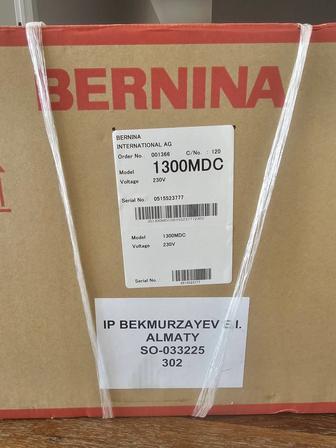 BERNINA
BERNINA
INTERNATIONAL AG
Order No. 001366 C/No. : 120
Model 1300MDC
Voltage 230V
Serial No. 0515523777
Model 1300MDC
Voltage 230V
Serial No.
0515523777
IP BEKMURZAYEV E.I.
ALMATY
SO-033225
302